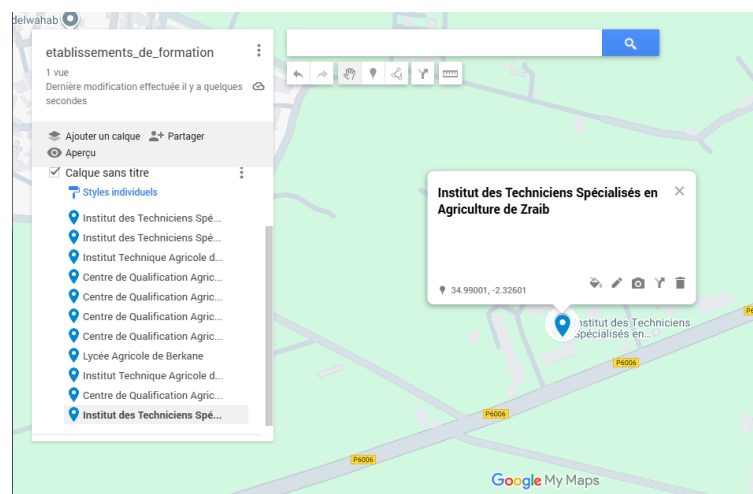 delwahab
etablissements_de_formation
1 vue
Dernière modification effectuée il y a quelques
secondes
Ajouter un calque
Partager
Aperçu
Calque sans titre
Styles individuels
Institut des Techniciens Spé...
Institut des Techniciens Spé...
Institut Technique Agricole d...
Centre de Qualification Agric...
Centre de Qualification Agric...
Centre de Qualification Agric...
Centre de Qualification Agric...
Lycée Agricole de Berkane
Institut Technique Agricole d...
Centre de Qualification Agric...
Institut des Techniciens Spé...
Institut des Techniciens Spécialisés en
Agriculture de Zraib
34.99001, -2.32601
Institut des Techniciens
Spécialisés en...
P6006
P6006
P6006
Google My Maps